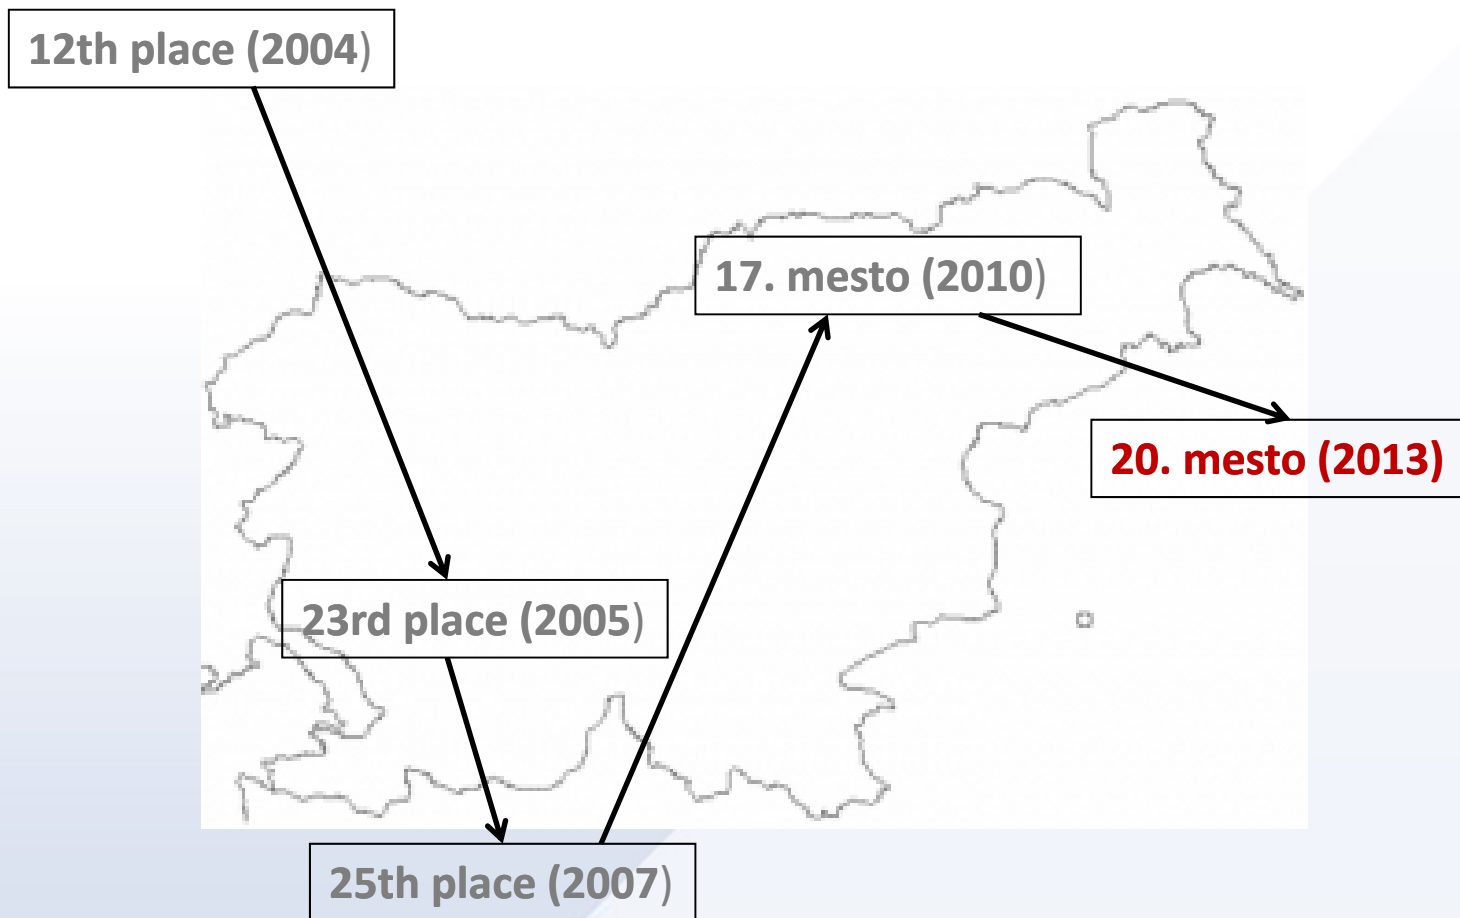 12th place (2004)
17. mesto (2010)
20. mesto (2013)
23rd place (2005)
25th place (2007)